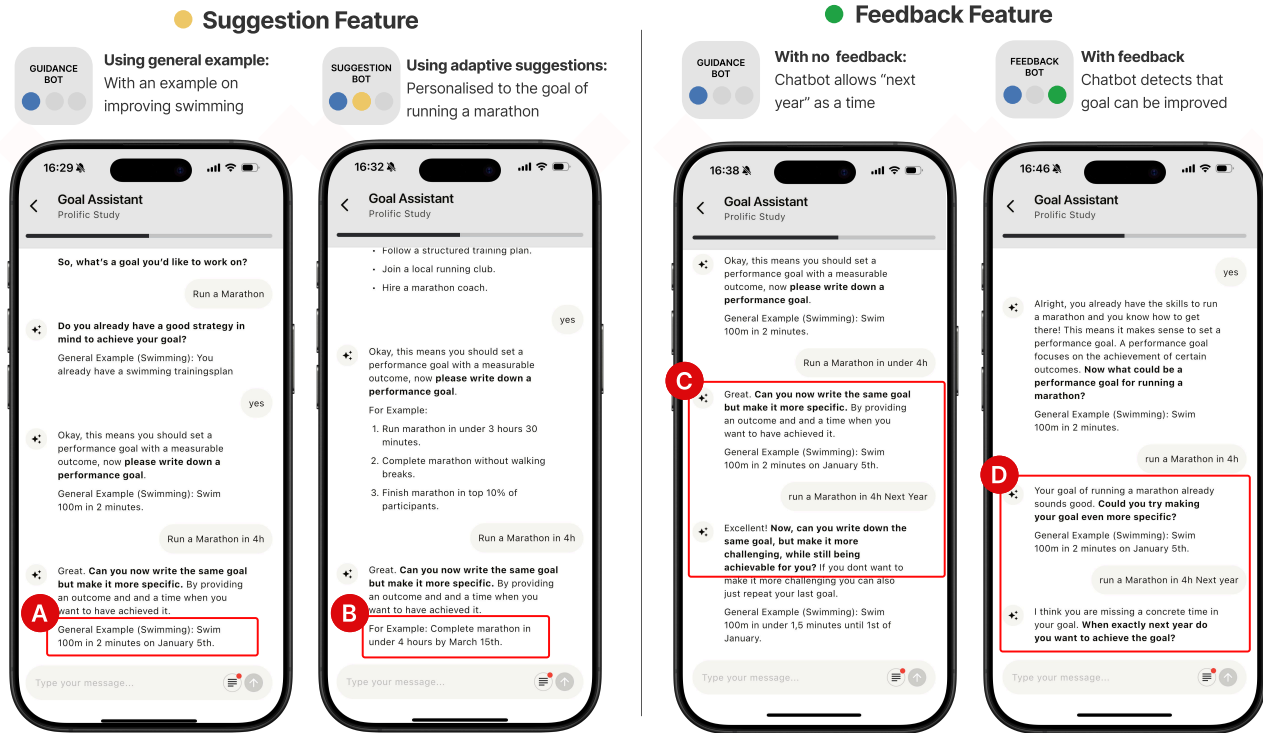 Suggestion Feature
GUIDANCE
BOT
Using general example:
With an example on
improving swimming
SUGGESTION
BOT
Using adaptive suggestions:
Personalised to the goal of
running a marathon
16:29
Goal Assistant
Prolific Study
So, what's a goal you'd like to work on?
Run a Marathon
Do you already have a good strategy in
mind to achieve your goal?
General Example (Swimming): You
already have a swimming trainingsplan
yes
Okay, this means you should set a
performance goal with a measurable
outcome, now please write down a
performance goal.
General Example (Swimming): Swim
100m in 2 minutes.
Run a Marathon in 4h
Great. Can you now write the same goal
but make it more specific. By providing
an outcome and and a time when you
want to have achieved it.
A
General Example (Swimming): Swim
100m in 2 minutes on January 5th.
Type your message...
16:32
Goal Assistant
Prolific Study
• Follow a structured training plan.
• Join a local running club.
• Hire a marathon coach.
yes
Okay, this means you should set a
performance goal with a measurable
outcome, now please write down a
performance goal.
For Example:
1. Run marathon in under 3 hours 30
minutes.
2. Complete marathon without walking
breaks.
3. Finish marathon in top 10% of
participants.
Run a Marathon in 4h
Great. Can you now write the same goal
but make it more specific. By providing
an outcome and and a time when you
want to have achieved it.
B
For Example: Complete marathon in
under 4 hours by March 15th.
Type your message...
Feedback Feature
GUIDANCE
BOT
With no feedback:
Chatbot allows "next
year" as a time
FEEDBACK
BOT
With feedback
Chatbot detects that
goal can be improved
16:38
Goal Assistant
Prolific Study
Okay, this means you should set a
performance goal with a measurable
outcome, now please write down a
performance goal.
General Example (Swimming): Swim
100m in 2 minutes.
Run a Marathon in under 4h
C
Great. Can you now write the same goal
but make it more specific. By providing
an outcome and and a time when you
want to have achieved it.
General Example (Swimming): Swim
100m in 2 minutes on January 5th.
run a Marathon in 4h Next Year
Excellent! Now, can you write down the
same goal, but make it more
challenging, while still being
achievable for you? If you dont want to
make it more challenging you can also
just repeat your last goal.
General Example (Swimming): Swim
100m in under 1,5 minutes until 1st of
January.
Type your message...
16:46
Goal Assistant
Prolific Study
yes
Alright, you already have the skills to run
a marathon and you know how to get
there! This means it makes sense to set a
performance goal. A performance goal
focuses on the achievement of certain
outcomes. Now what could be a
performance goal for running a
marathon?
General Example (Swimming): Swim
100m in 2 minutes.
run a Marathon in 4h
D
Your goal of running a marathon already
sounds good. Could you try making
your goal even more specific?
General Example (Swimming): Swim
100m in 2 minutes on January 5th.
run a Marathon in 4h Next year
I think you are missing a concrete time in
your goal. When exactly next year do
you want to achieve the goal?
Type your message...